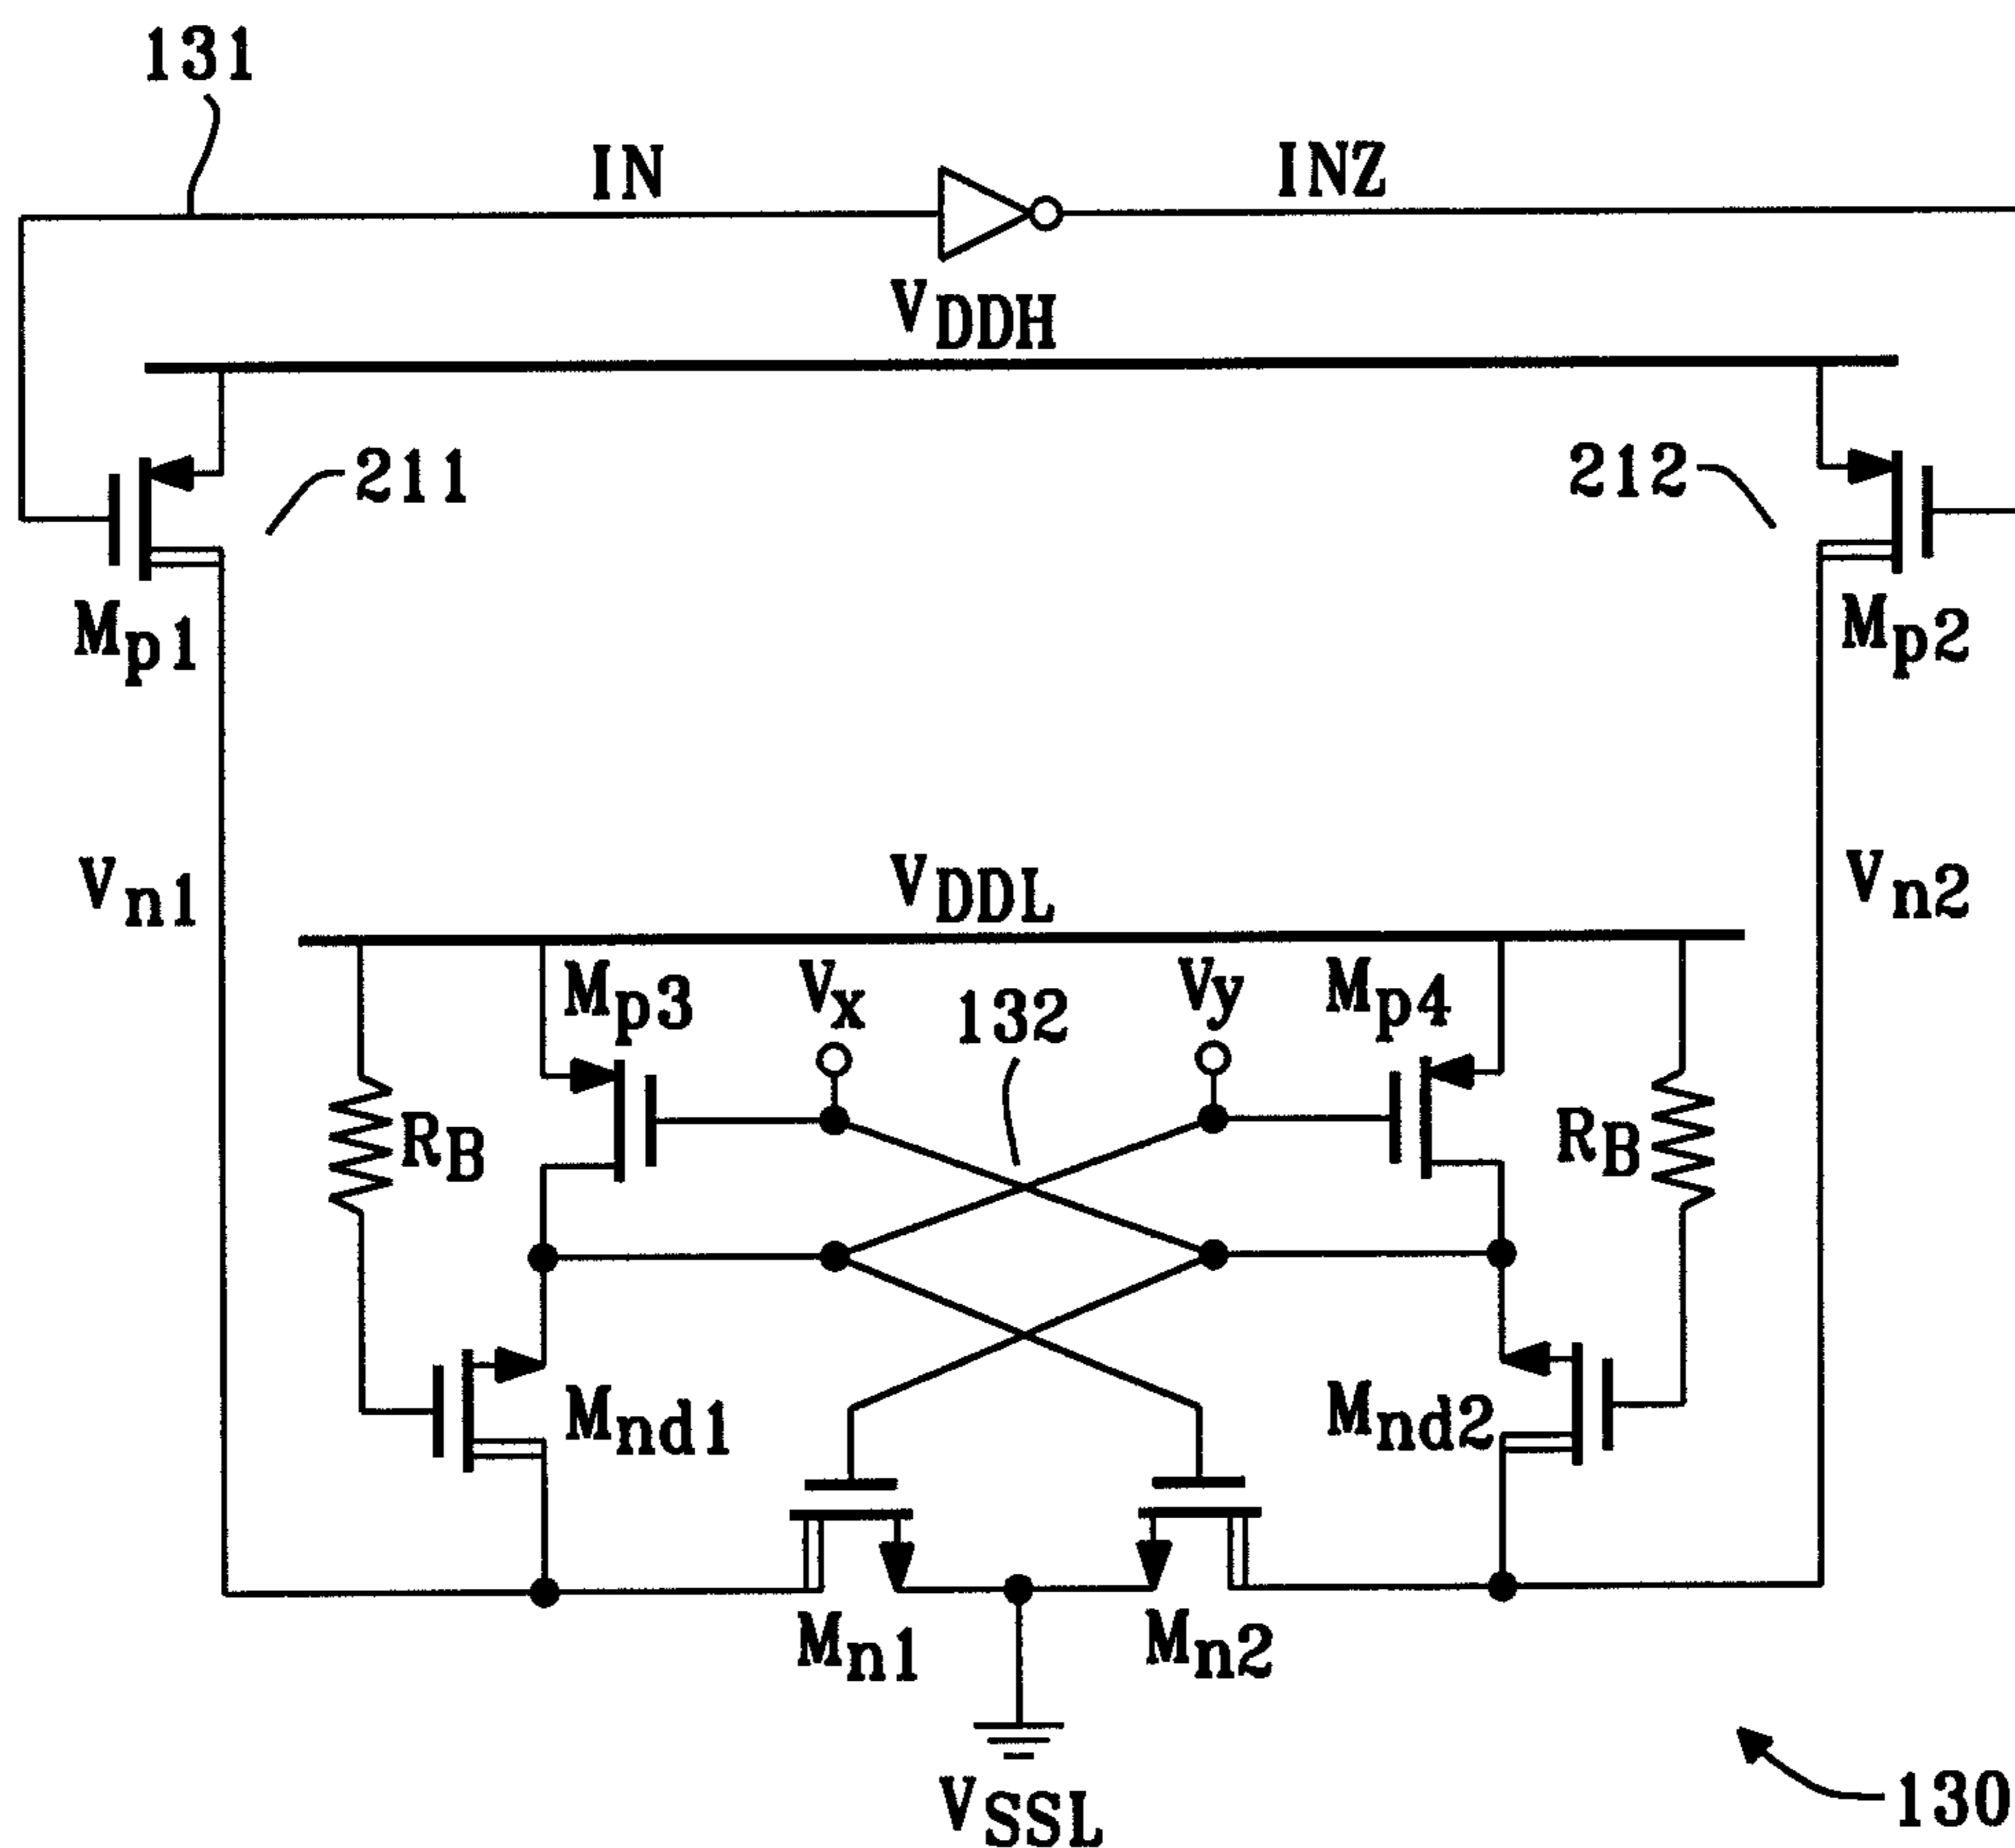 131
IN
INZ
VDDH
211
212
Mp1
Mp2
Vn1
VDDL
Vn2
Mp3
Vx
132
Vy
Mp4
RB
RB
Mnd1
Mnd2
Mn1
Mn2
VSSL
130